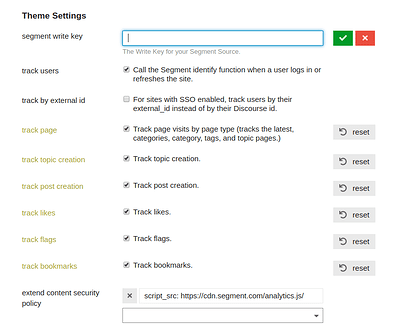 Theme Settings
segment write key
The Write Key for your Segment Source.
track users
Call the Segment identify function when a user logs in or
refreshes the site.
track by external id
For sites with SSO enabled, track users by their
external_id instead of by their Discourse id.
track page
Track page visits by page type (tracks the latest,
categories, category, tags, and topic pages.)
reset
track topic creation
Track topic creation.
reset
track post creation
Track post creation.
reset
track likes
Track likes.
reset
track flags
Track flags.
reset
track bookmarks
Track bookmarks.
reset
extend content security
policy
script_src: https://cdn.segment.com/analytics.js/